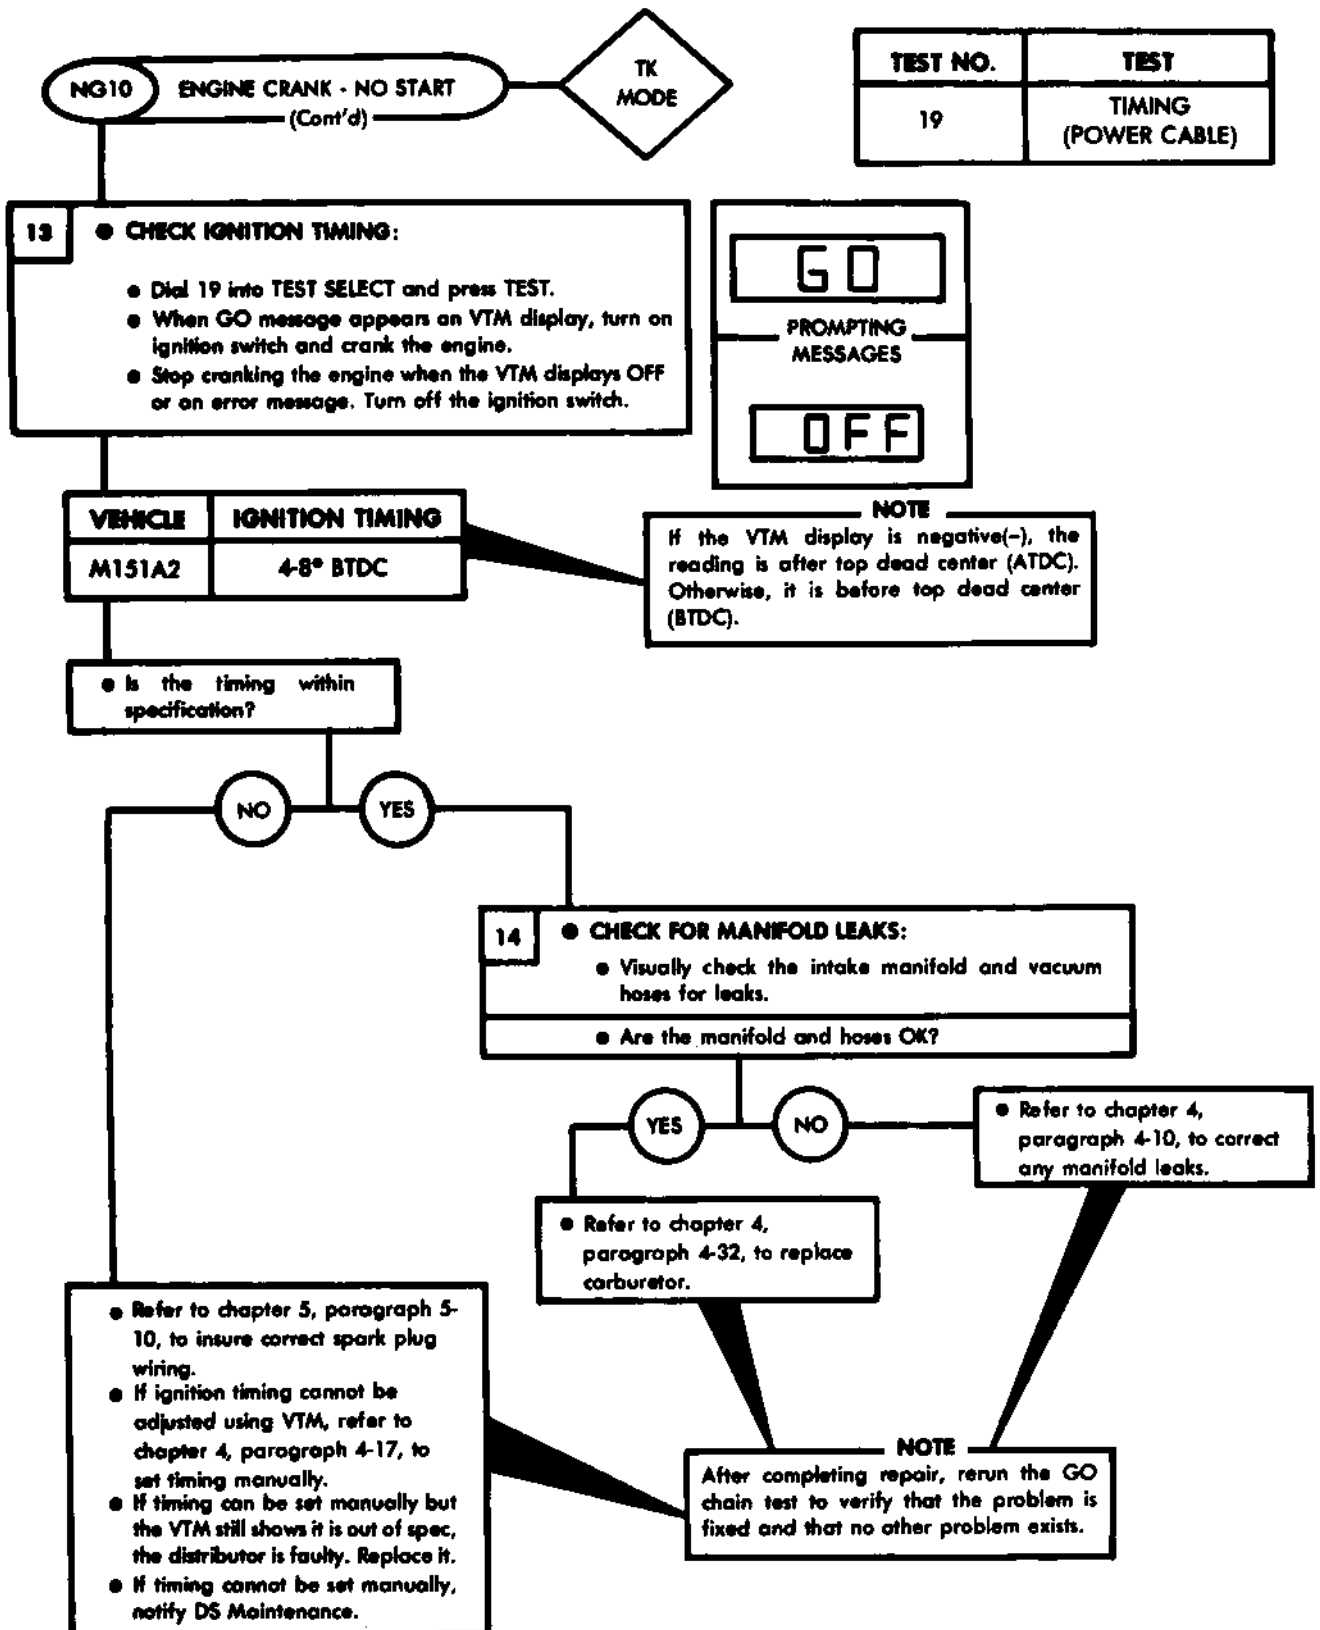 NG10
ENGINE CRANK - NO START
(Cont'd)
TK
MODE
TEST NO.
TEST
19
TIMING
(POWER CABLE)
13
● CHECK IGNITION TIMING:
● Dial 19 into TEST SELECT and press TEST.
● When GO message appears an VTM display, turn on
ignition switch and crank the engine.
● Stop cranking the engine when the VTM displays OFF
or an error message. Turn off the ignition switch.
GO
PROMPTING
MESSAGES
OFF
VEHICLE
IGNITION TIMING
M151A2
4-8° BTDC
NOTE
If the VTM display is negative(-), the
reading is after top dead center (ATDC).
Otherwise, it is before top dead center
(BTDC).
● Is the timing within
specification?
NO
YES
14
● CHECK FOR MANIFOLD LEAKS:
● Visually check the intake manifold and vacuum
hoses for leaks.
● Are the manifold and hoses OK?
YES
NO
● Refer to chapter 4,
paragraph 4-10, to correct
any manifold leaks.
● Refer to chapter 4,
paragraph 4-32, to replace
carburetor.
● Refer to chapter 5, paragraph 5-
10, to insure correct spark plug
wiring.
● If ignition timing cannot be
adjusted using VTM, refer to
chapter 4, paragraph 4-17, to
set timing manually.
● If timing can be set manually but
the VTM still shows it is out of spec,
the distributor is faulty. Replace it.
● If timing cannot be set manually,
notify DS Maintenance.
NOTE
After completing repair, rerun the GO
chain test to verify that the problem is
fixed and that no other problem exists.